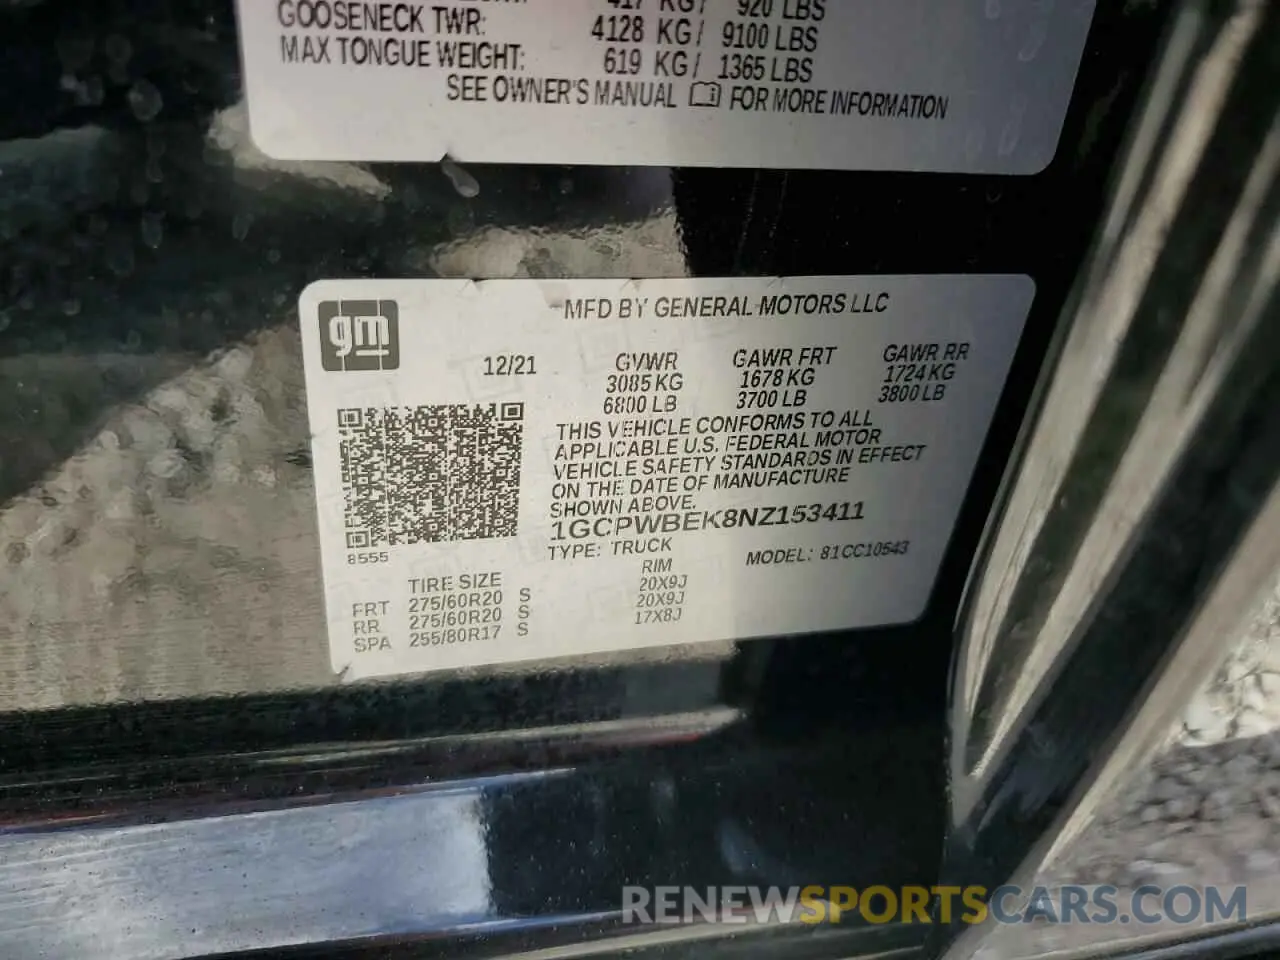 417 KG/ 920 LBS
GOOSENECK TWR: 4128 KG/ 9100 LBS
MAX TONGUE WEIGHT: 619 KG/ 1365 LBS
SEE OWNER'S MANUAL FOR MORE INFORMATION
gm
MFD BY GENERAL MOTORS LLC
12/21 GVWR GAWR FRT GAWR RR
3085 KG 1678 KG 1724 KG
6800 LB 3700 LB 3800 LB
THIS VEHICLE CONFORMS TO ALL
APPLICABLE U.S. FEDERAL MOTOR
VEHICLE SAFETY STANDARDS IN EFFECT
ON THE DATE OF MANUFACTURE
SHOWN ABOVE.
1GCPWBEK8NZ153411
8555
TYPE: TRUCK MODEL: 81CC10543
TIRE SIZE RIM
FRT 275/60R20 S 20X9J
RR 275/60R20 S 20X9J
SPA 255/80R17 S 17X8J
RENEWSPORTSCARS.COM